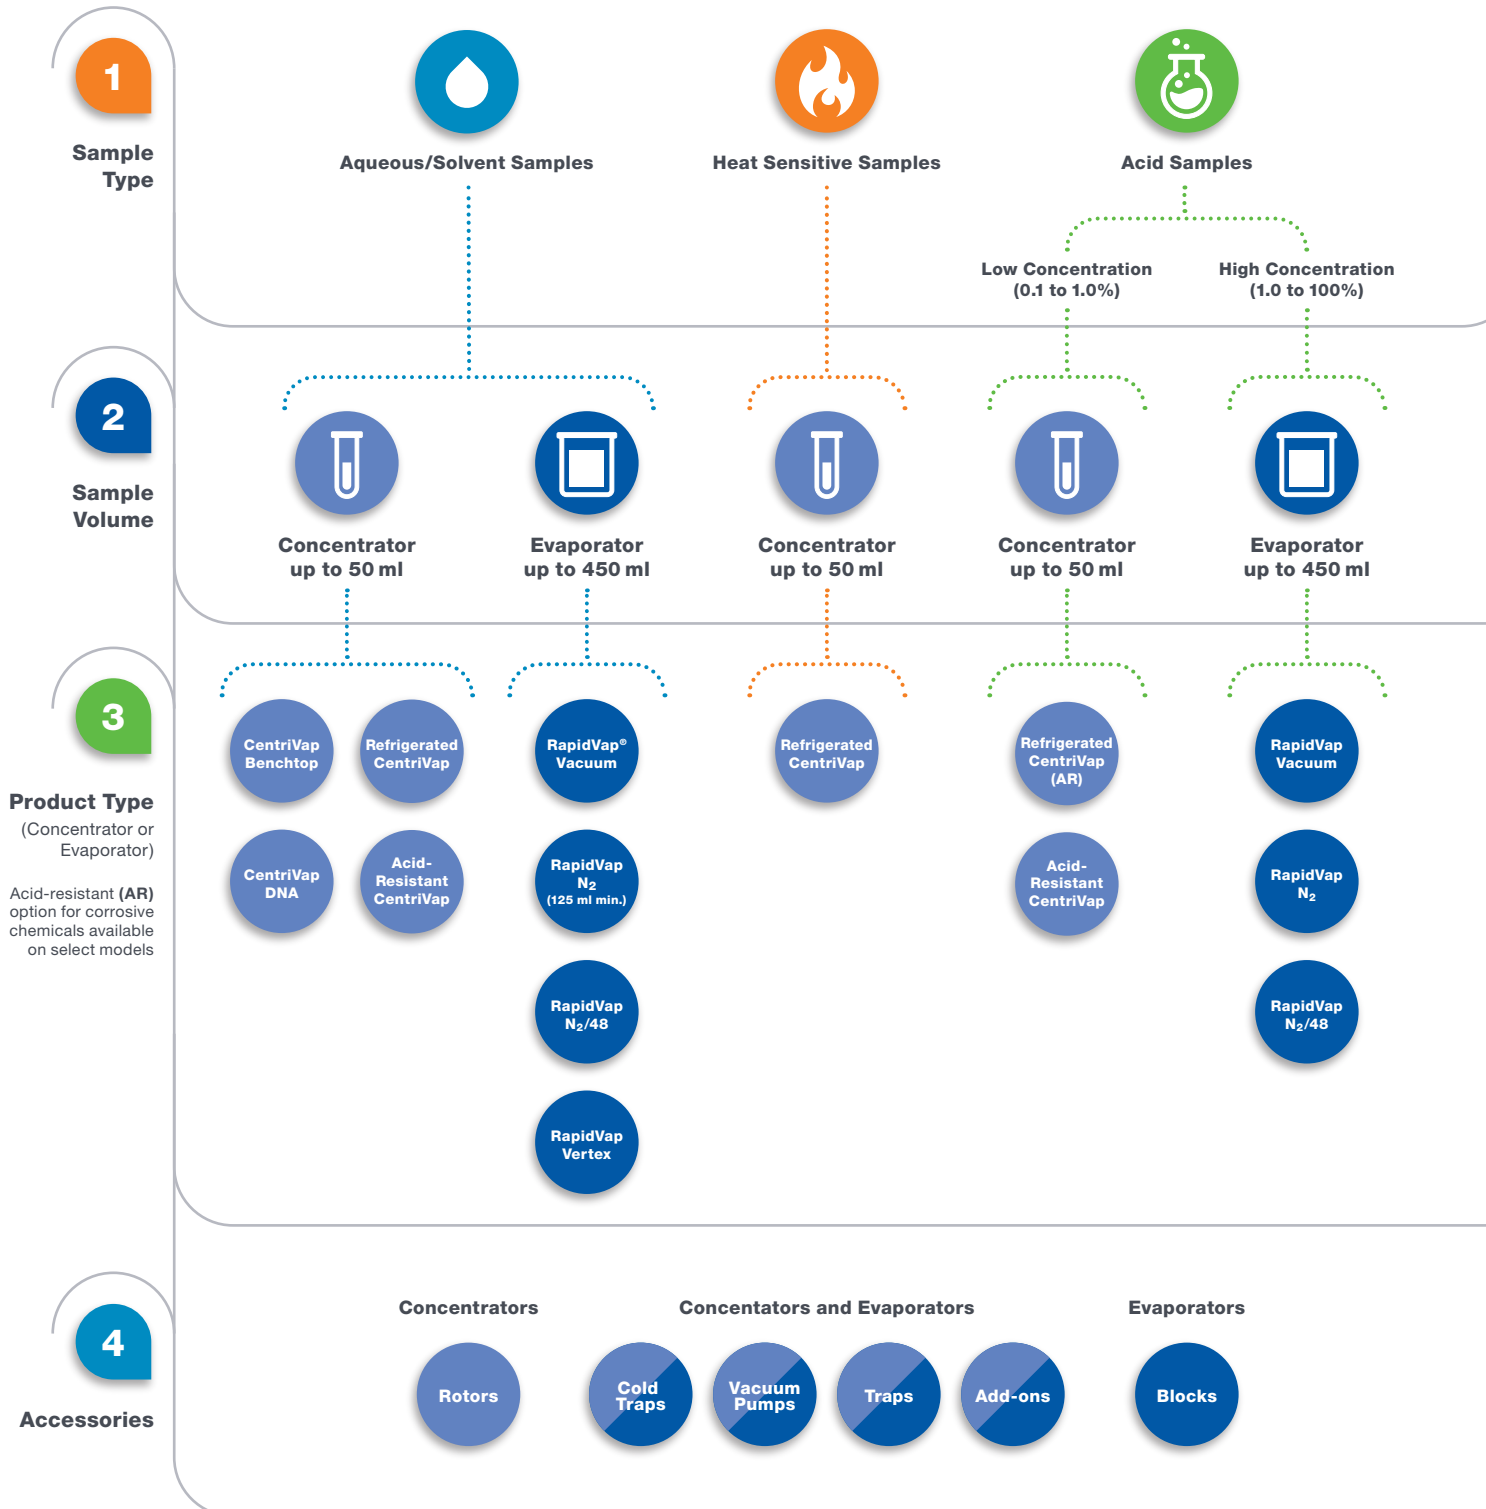 1
Sample
Type
Aqueous/Solvent Samples
Heat Sensitive Samples
Acid Samples
Low Concentration
(0.1 to 1.0%)
High Concentration
(1.0 to 100%)
2
Sample
Volume
Concentrator
up to 50 ml
Evaporator
up to 450 ml
Concentrator
up to 50 ml
Concentrator
up to 50 ml
Evaporator
up to 450 ml
3
Product Type
(Concentrator or
Evaporator)
Acid-resistant (AR)
option for corrosive
chemicals available
on select models
CentriVap
Benchtop
Refrigerated
CentriVap
CentriVap
DNA
Acid-
Resistant
CentriVap
RapidVap®
Vacuum
RapidVap
N₂
(125 ml min.)
RapidVap
N₂/48
RapidVap
Vertex
Refrigerated
CentriVap
Refrigerated
CentriVap
(AR)
Acid-
Resistant
CentriVap
RapidVap
Vacuum
RapidVap
N₂
RapidVap
N₂/48
4
Accessories
Concentrators
Rotors
Concentators and Evaporators
Cold
Traps
Vacuum
Pumps
Traps
Add-ons
Evaporators
Blocks